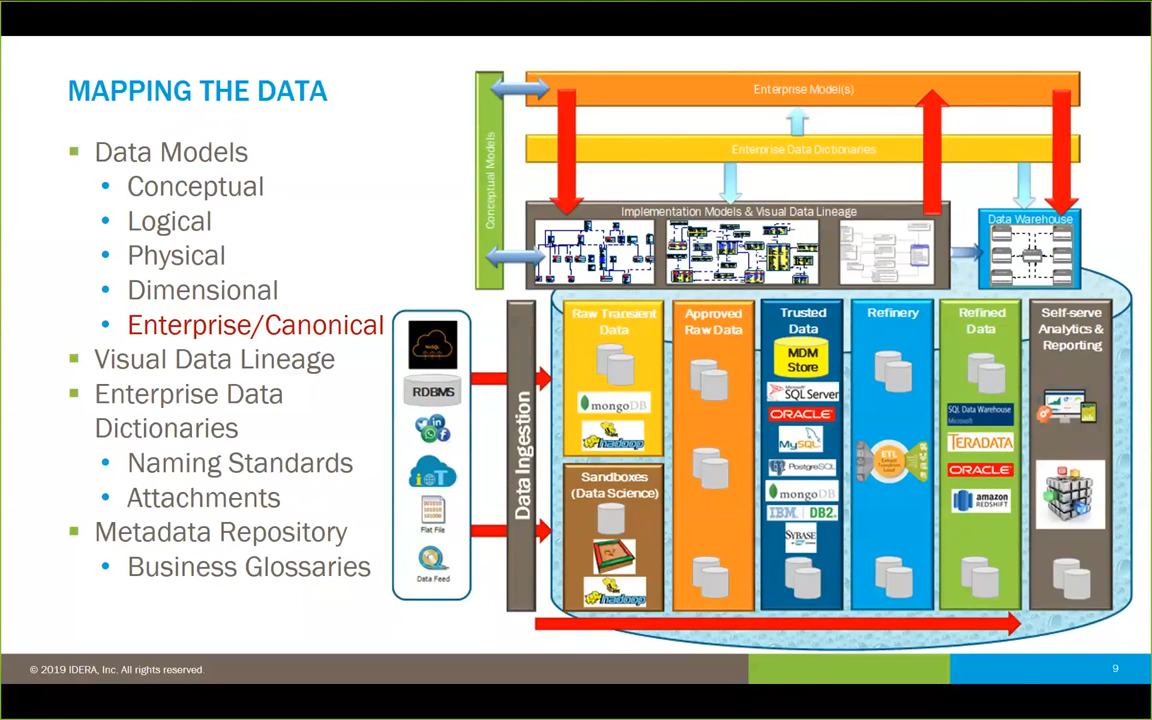 MAPPING THE DATA
Data Models
Conceptual
Logical
Physical
Dimensional
Enterprise/Canonical
Visual Data Lineage
Enterprise Data
Dictionaries
Naming Standards
Attachments
Metadata Repository
Business Glossaries
Conceptual Models
Enterprise Model(s)
Enterprise Data Dictionaries
Implementation Models & Visual Data Lineage
Data Warehouse
NoSQL
RDBMS
IoT
Flat File
Data Feed
Data Ingestion
Raw Transient
Data
mongoDB
hadoop
Sandboxes
(Data Science)
hadoop
Approved
Raw Data
Trusted
Data
MDM
Store
Microsoft
SQL Server
ORACLE
MySQL
PostgreSQL
mongoDB
IBM DB2.
SYBASE
Refinery
ETL
Refined
Data
SQL Data Warehouse
Microsoft
TERADATA
ORACLE
amazon
REDSHIFT
Self-serve
Analytics &
Reporting
© 2019 IDERA, Inc. All rights reserved.
9